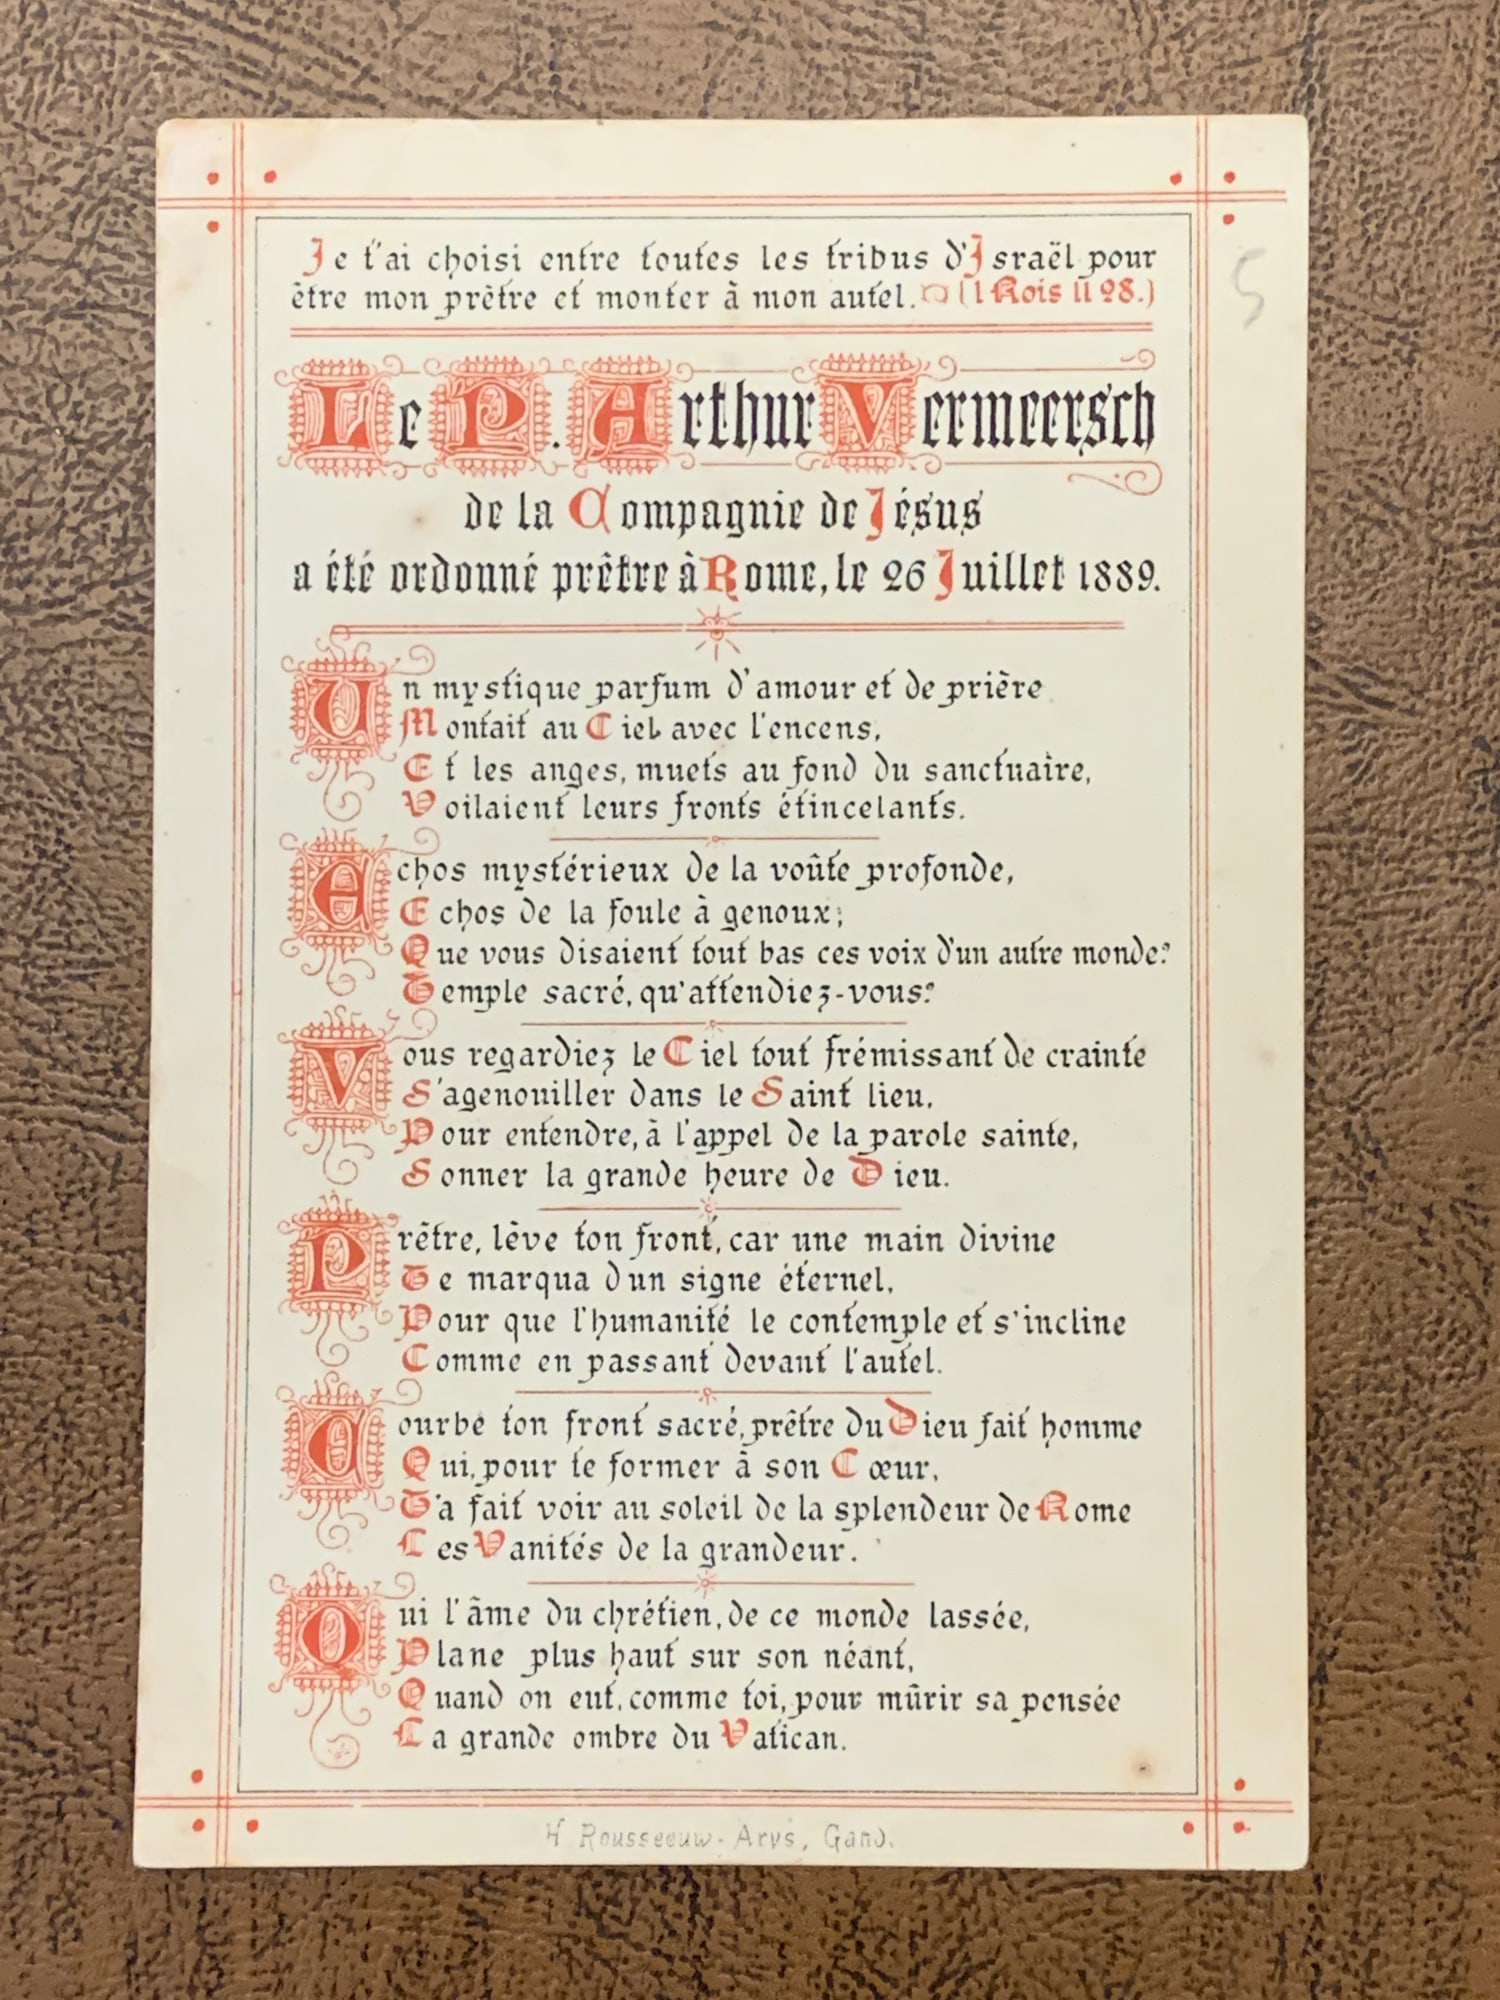 Je t'ai choisi entre toutes les tribus d'Israël pour
être mon prêtre et monter à mon autel. (1 Rois II 28.)
5
Le P. Arthur Vermeersch
de la Compagnie de Jésus
a été ordonné prêtre à Rome, le 26 Juillet 1889.
Un mystique parfum d'amour et de prière
Montait au Ciel avec l'encens,
Et les anges, muets au fond du sanctuaire,
Voilaient leurs fronts étincelants.
Echos mystérieux de la voûte profonde,
Echos de la foule à genoux;
Que vous disaient tout bas ces voix d'un autre monde?
Temple sacré, qu'attendiez-vous?
Vous regardiez le Ciel tout frémissant de crainte
S'agenouiller dans le Saint lieu,
Pour entendre, à l'appel de la parole sainte,
Sonner la grande heure de Dieu.
Prêtre, lève ton front, car une main divine
Te marqua d'un signe éternel,
Pour que l'humanité le contemple et s'incline
Comme en passant devant l'autel.
Courbe ton front sacré, prêtre du Dieu fait homme
Qui, pour te former à son Cœur,
T'a fait voir au soleil de la splendeur de Rome
Les Vanités de la grandeur.
Oui l'âme du chrétien, de ce monde lassée,
Plane plus haut sur son néant,
Quand on eut, comme toi, pour mûrir sa pensée
La grande ombre du Vatican.
H Rousseeuw-Arys, Gand.